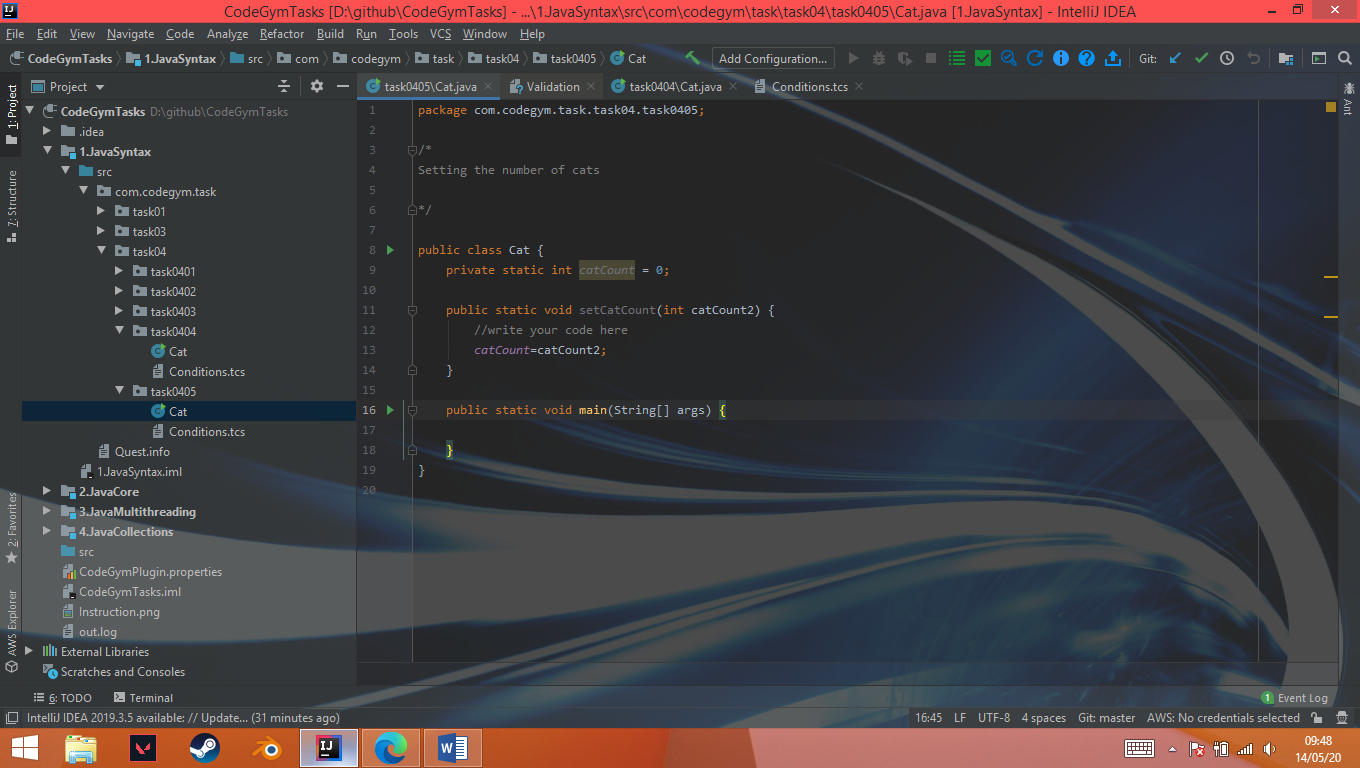 CodeGymTasks [D:\github\CodeGymTasks] - ...\1.JavaSyntax\src\com\codegym\task\task04\task0405\Cat.java [1.JavaSyntax] - IntelliJ IDEA
File Edit View Navigate Code Analyze Refactor Build Run Tools VCS Window Help
CodeGymTasks 1.JavaSyntax src com codegym task task04 task0405 Cat Add Configuration... Git:
Project task0405\Cat.java Validation task0404\Cat.java Conditions.tcs
1: Project
7: Structure
2: Favorites
AWS Explorer
Ant
CodeGymTasks D:\github\CodeGymTasks
.idea
1.JavaSyntax
src
com.codegym.task
task01
task03
task04
task0401
task0402
task0403
task0404
Cat
Conditions.tcs
task0405
Cat
Conditions.tcs
Quest.info
1.JavaSyntax.iml
2.JavaCore
3.JavaMultithreading
4.JavaCollections
src
CodeGymPlugin.properties
CodeGymTasks.iml
Instruction.png
out.log
External Libraries
Scratches and Consoles
1 package com.codegym.task.task04.task0405;
2
3 /*
4 Setting the number of cats
5
6 */
7
8 public class Cat {
9 private static int catCount = 0;
10
11 public static void setCatCount(int catCount2) {
12 //write your code here
13 catCount=catCount2;
14 }
15
16 public static void main(String[] args) {
17
18 }
19 }
20
6: TODO Terminal 1 Event Log
IntelliJ IDEA 2019.3.5 available: // Update... (31 minutes ago) 16:45 LF UTF-8 4 spaces Git: master AWS: No credentials selected
09:48
14/05/20